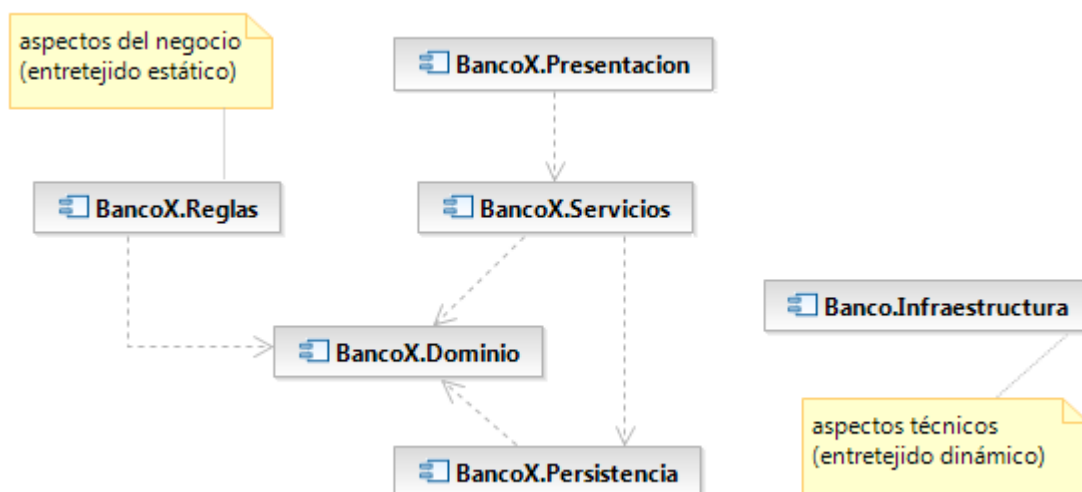 aspectos del negocio
(entretejido estático)
BancoX.Presentacion
BancoX.Reglas
BancoX.Servicios
Banco.Infraestructura
BancoX.Dominio
aspectos técnicos
(entretejido dinámico)
BancoX.Persistencia